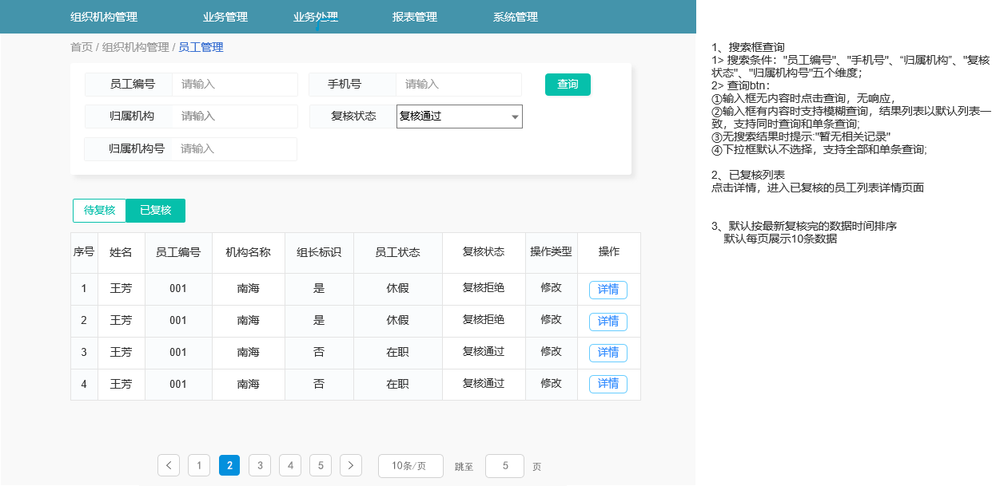 组织机构管理 业务管理 业务处理 报表管理 系统管理
首页 / 组织机构管理 / 员工管理
员工编号 请输入 手机号 请输入 查询
归属机构 请输入 复核状态 复核通过
归属机构号 请输入
待复核 已复核
序号 姓名 员工编号 机构名称 组长标识 员工状态 复核状态 操作类型 操作
1 王芳 001 南海 是 休假 复核拒绝 修改 详情
2 王芳 001 南海 是 休假 复核拒绝 修改 详情
3 王芳 001 南海 否 在职 复核通过 修改 详情
4 王芳 001 南海 否 在职 复核通过 修改 详情
< 1 2 3 4 5 > 10条/页 跳至 5 页
1、搜索框查询
1> 搜索条件："员工编号"、"手机号"、“归属机构”、"复核
状态"、"归属机构号"五个维度；
2> 查询btn：
①输入框无内容时点击查询，无响应，
②输入框有内容时支持模糊查询，结果列表以默认列表一
致，支持同时查询和单条查询;
③无搜索结果时提示:"暂无相关记录"
④下拉框默认不选择，支持全部和单条查询;
2、已复核列表
点击详情，进入已复核的员工列表详情页面
3、默认按最新复核完的数据时间排序
默认每页展示10条数据